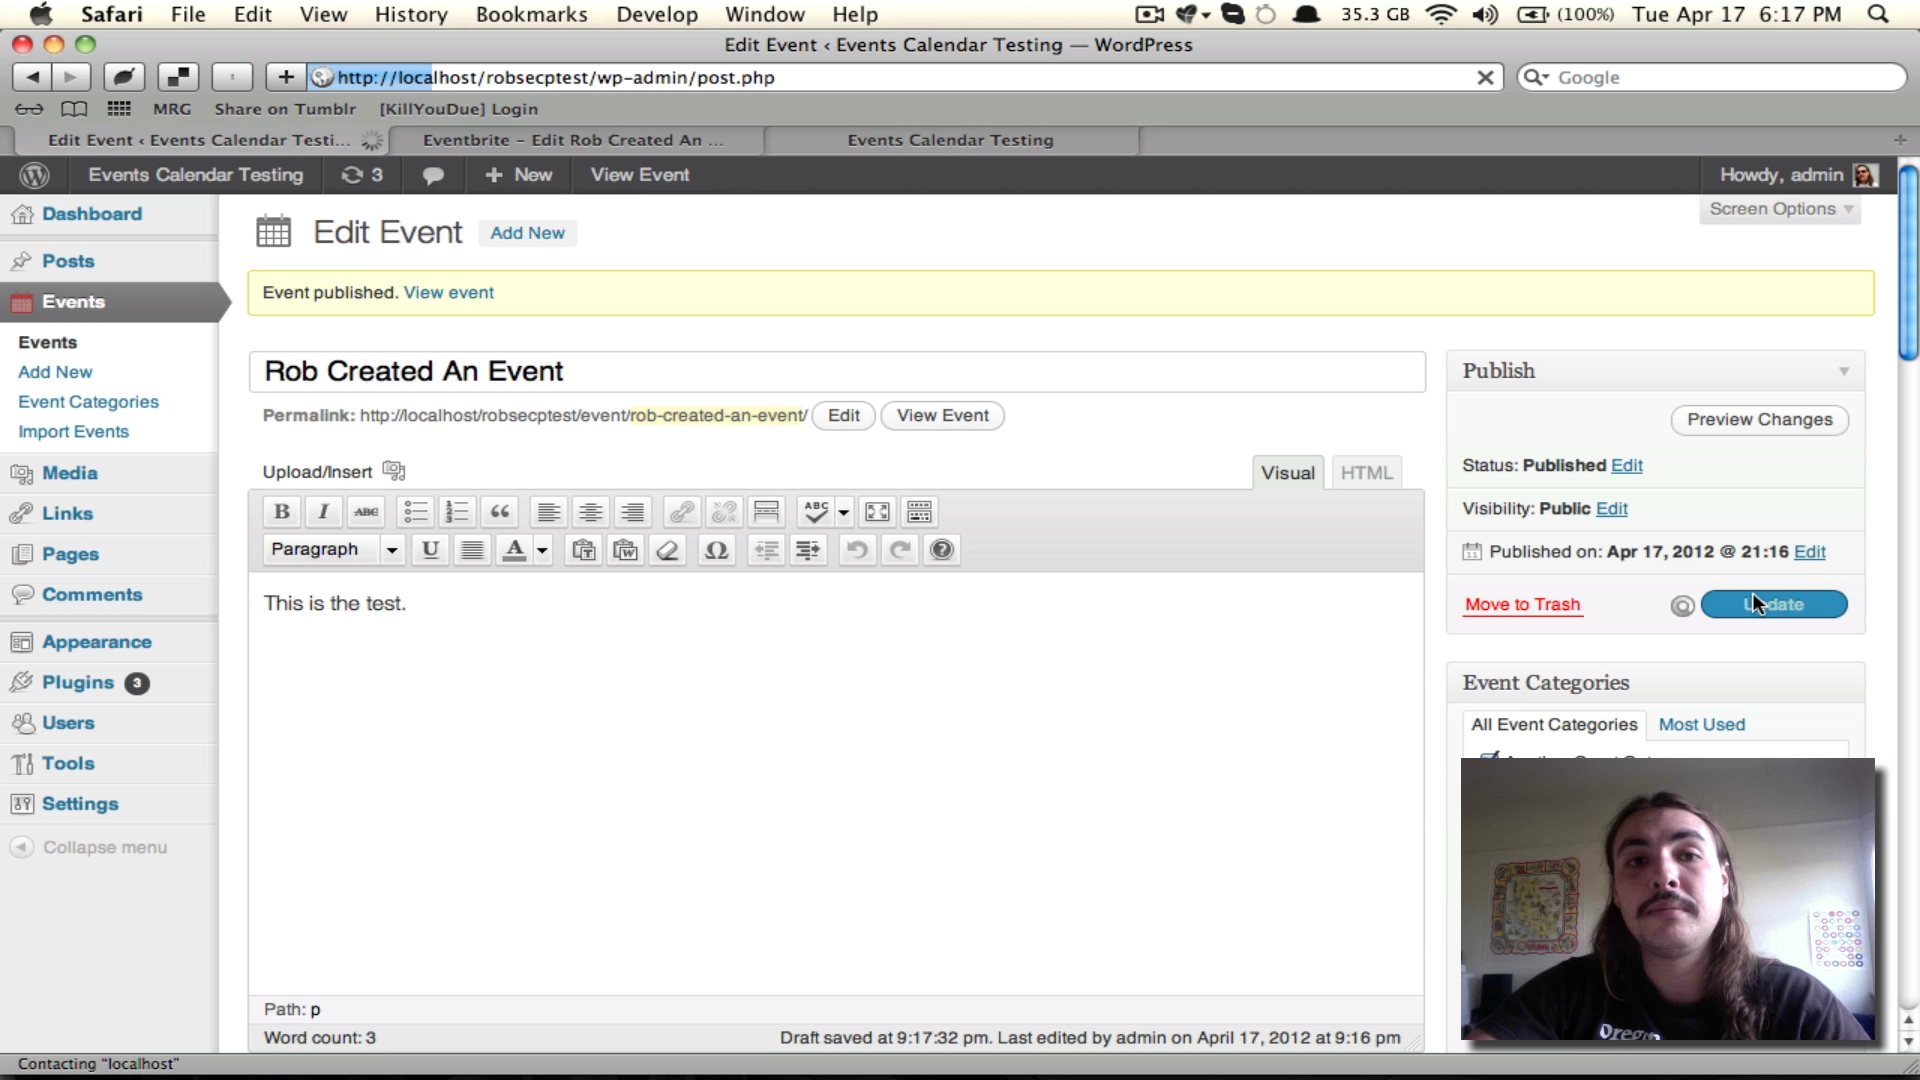 Safari File Edit View History Bookmarks Develop Window Help 35.3 GB (100%) Tue Apr 17 6:17 PM
Edit Event ‹ Events Calendar Testing — WordPress
http://localhost/robsecptest/wp-admin/post.php
Google
MRG Share on Tumblr [KillYouDue] Login
Edit Event ‹ Events Calendar Testi... Eventbrite – Edit Rob Created An ... Events Calendar Testing
Events Calendar Testing 3 + New View Event Howdy, admin
Screen Options
Dashboard
Posts
Events
Events
Add New
Event Categories
Import Events
Media
Links
Pages
Comments
Appearance
Plugins 3
Users
Tools
Settings
Collapse menu
Edit Event Add New
Event published. View event
Rob Created An Event
Permalink: http://localhost/robsecptest/event/rob-created-an-event/ Edit View Event
Upload/Insert Visual HTML
B I ABC “ ABC
Paragraph U A Ω
This is the test.
Path: p
Word count: 3 Draft saved at 9:17:32 pm. Last edited by admin on April 17, 2012 at 9:16 pm
Publish
Preview Changes
Status: Published Edit
Visibility: Public Edit
Published on: Apr 17, 2012 @ 21:16 Edit
Move to Trash Update
Event Categories
All Event Categories Most Used
Contacting “localhost”